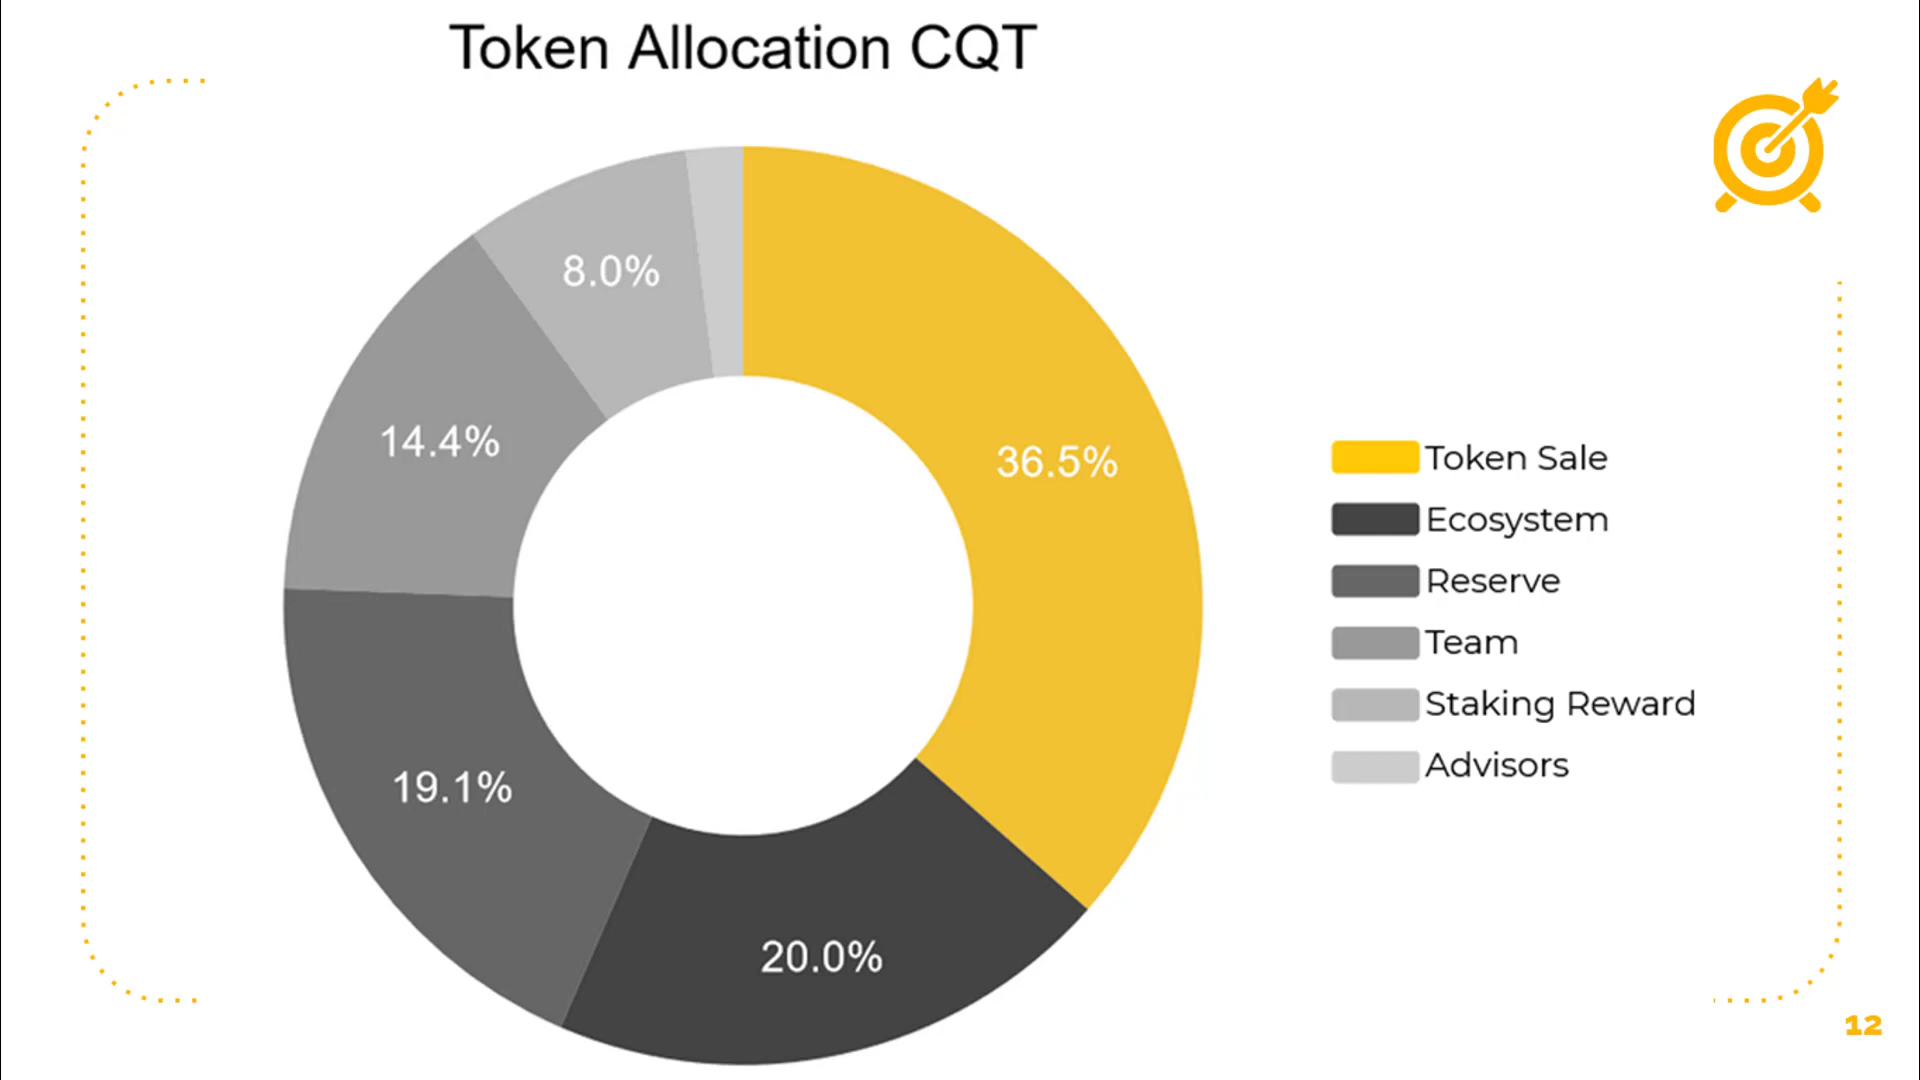 Token Allocation CQT
8.0%
14.4%
36.5%
19.1%
20.0%
Token Sale
Ecosystem
Reserve
Team
Staking Reward
Advisors
12